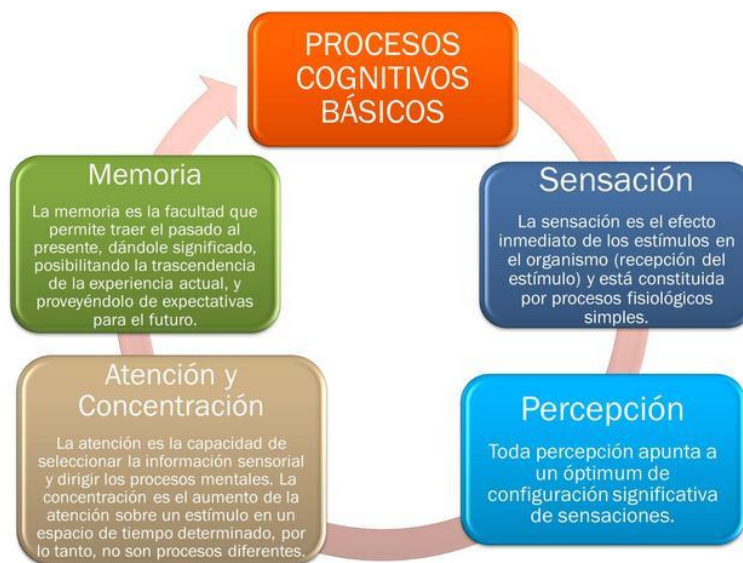 PROCESOS
COGNITIVOS
BÁSICOS
Sensación
La sensación es el efecto
inmediato de los estímulos en
el organismo (recepción del
estímulo) y está constituida
por procesos fisiológicos
simples.
Percepción
Toda percepción apunta a
un óptimum de
configuración significativa
de sensaciones.
Atención y
Concentración
La atención es la capacidad de
seleccionar la información sensorial
y dirigir los procesos mentales. La
concentración es el aumento de la
atención sobre un estímulo en un
espacio de tiempo determinado, por
lo tanto, no son procesos diferentes.
Memoria
La memoria es la facultad que
permite traer el pasado al
presente, dándole significado,
posibilitando la trascendencia
de la experiencia actual, y
proveyéndolo de expectativas
para el futuro.